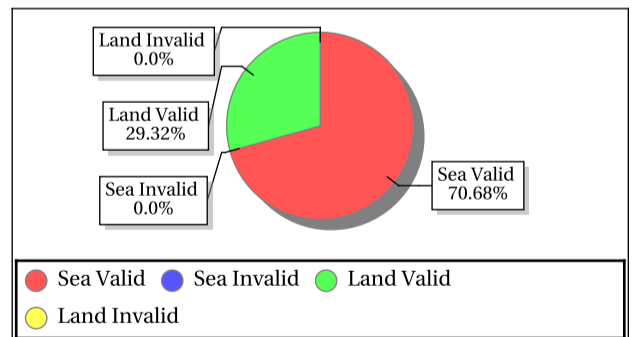 Land Invalid
0.0%
Land Valid
29.32%
Sea Invalid
0.0%
Sea Valid
70.68%
Sea Valid Sea Invalid Land Valid
Land Invalid